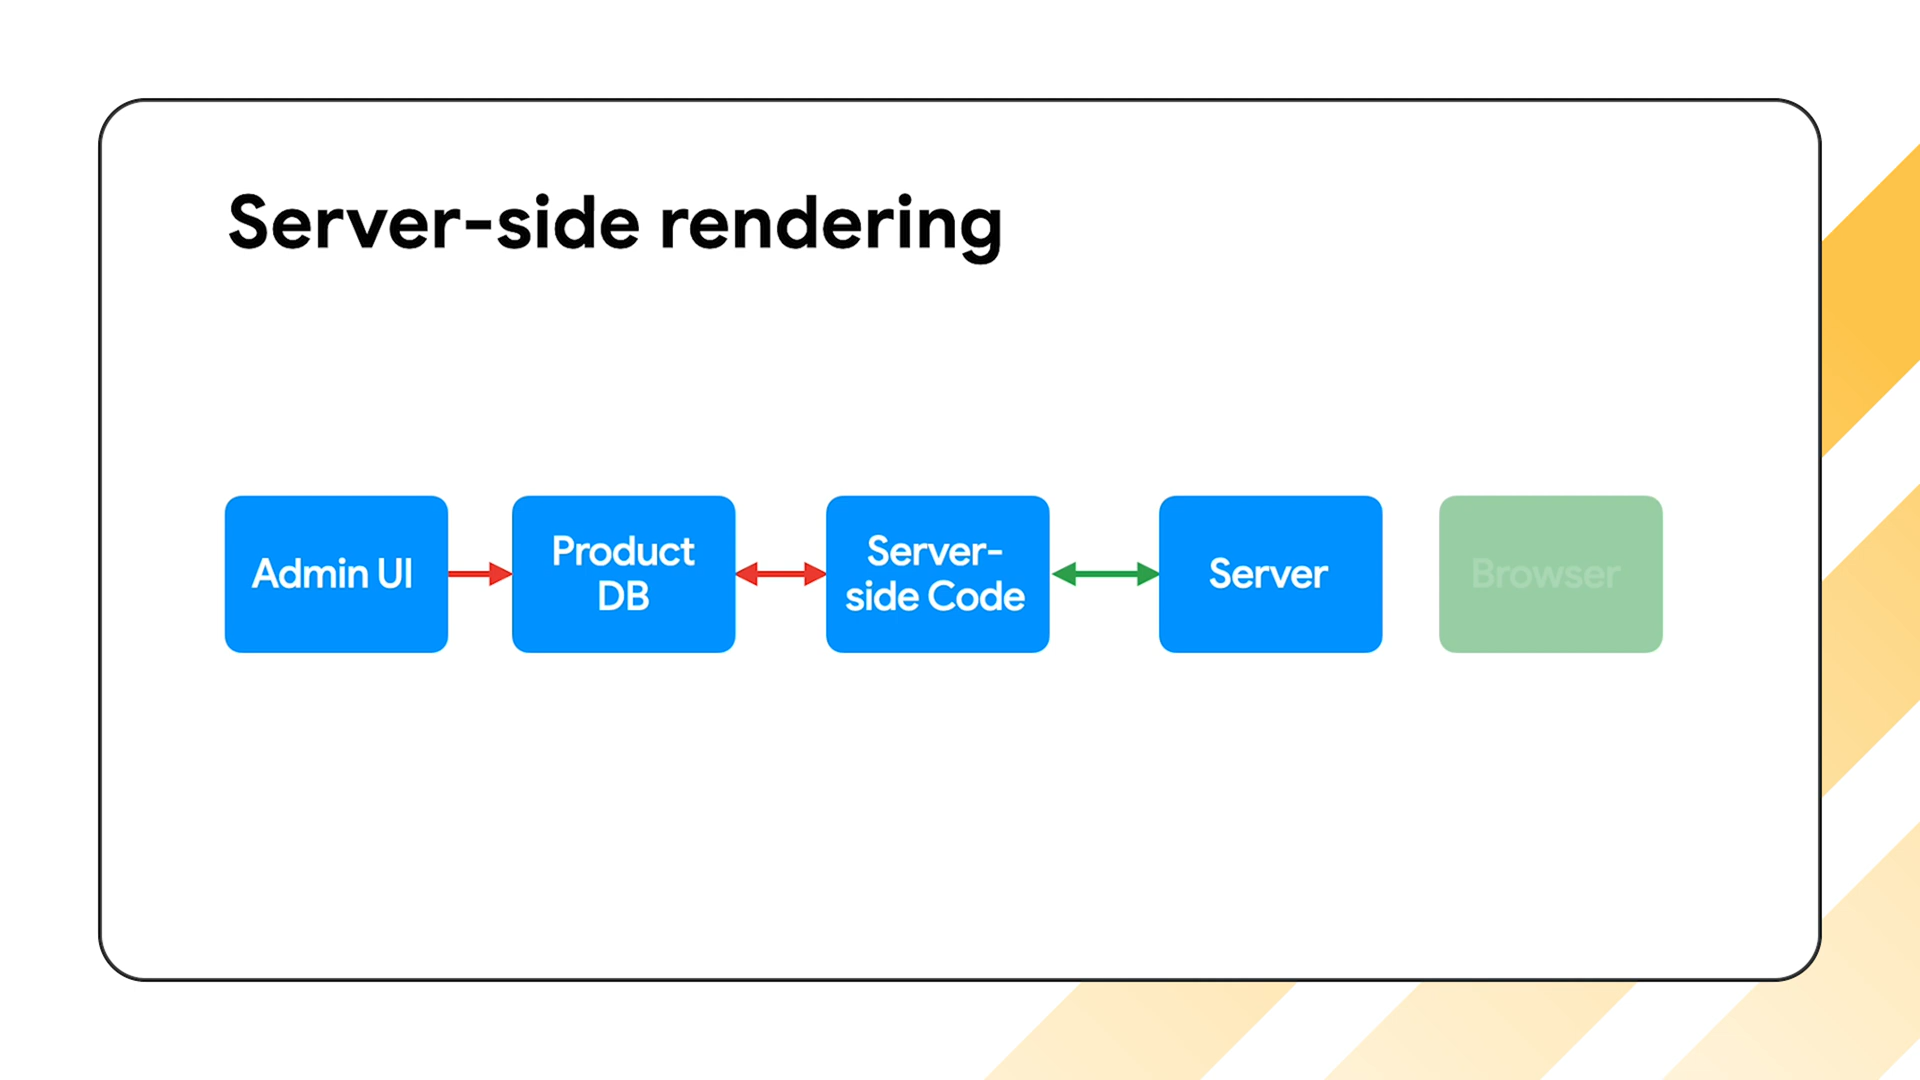 Server-side rendering
Admin UI
Product
DB
Server-
side Code
Server
Browser